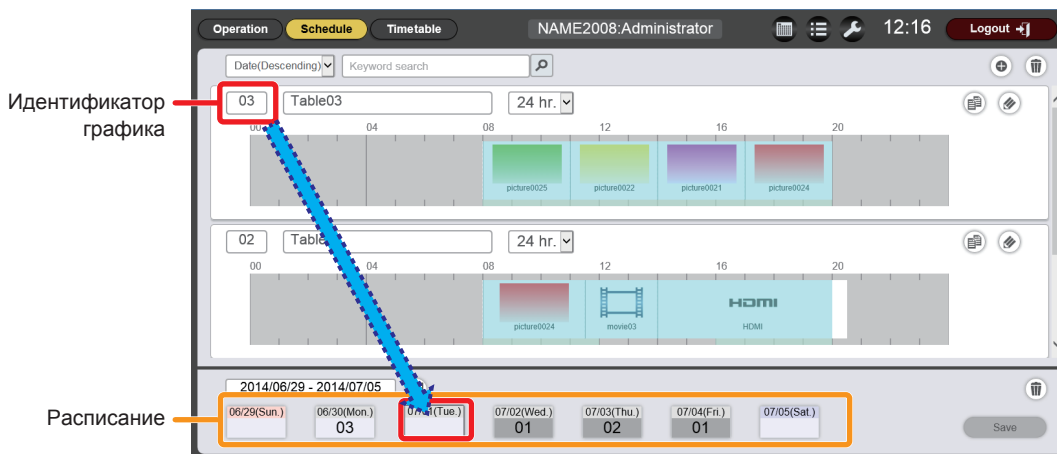 Operation Schedule Timetable NAME2008:Administrator 12:16 Logout
Date(Descending) Keyword search
Идентификатор
графика
03 Table03 24 hr.
00 04 08 12 16 20
picture0025 picture0022 picture0021 picture0024
02 Table 24 hr.
00 04 08 12 16 20
picture0024 movie03 HDMI HDMI
2014/06/29 - 2014/07/05
Расписание
06/29(Sun.) 06/30(Mon.) 07/01(Tue.) 07/02(Wed.) 07/03(Thu.) 07/04(Fri.) 07/05(Sat.)
03 01 02 01 Save